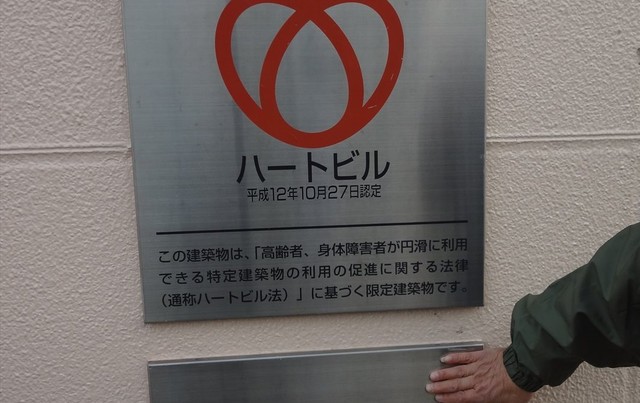 ハートビル
平成12年10月27日認定
この建築物は、「高齢者、身体障害者が円滑に利用
できる特定建築物の利用の促進に関する法律
（通称ハートビル法）」に基づく限定建築物です。